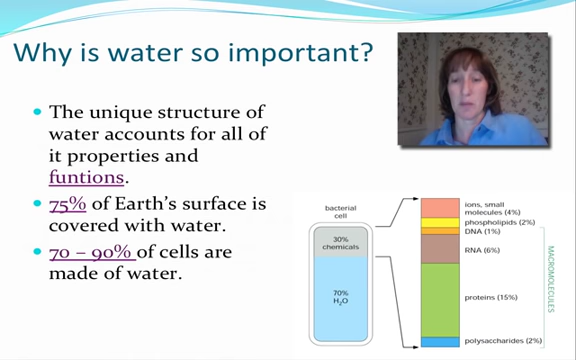 Why is water so important?
The unique structure of
water accounts for all of
it properties and
funtions.
75% of Earth's surface is
covered with water.
70 – 90% of cells are
made of water.
bacterial
cell
30%
chemicals
70%
H₂O
ions, small
molecules (4%)
phospholipids (2%)
DNA (1%)
RNA (6%)
proteins (15%)
polysaccharides (2%)
MACROMOLECULES